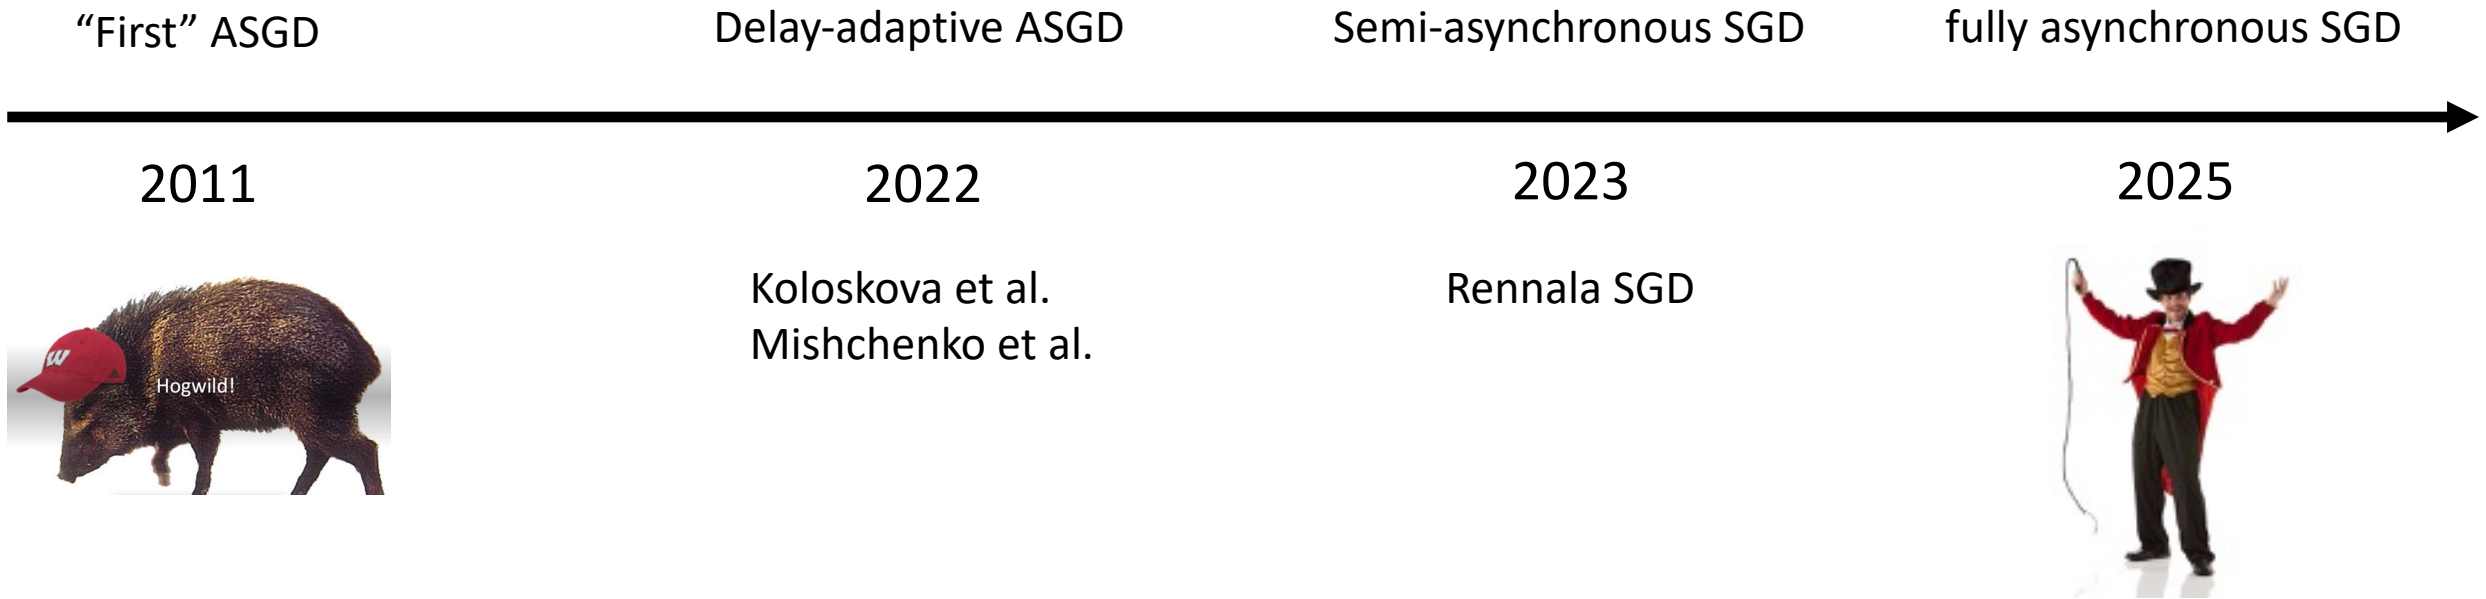 “First” ASGD
Delay-adaptive ASGD
Semi-asynchronous SGD
fully asynchronous SGD
2011
2022
2023
2025
Koloskova et al.
Mishchenko et al.
Rennala SGD
W
Hogwild!